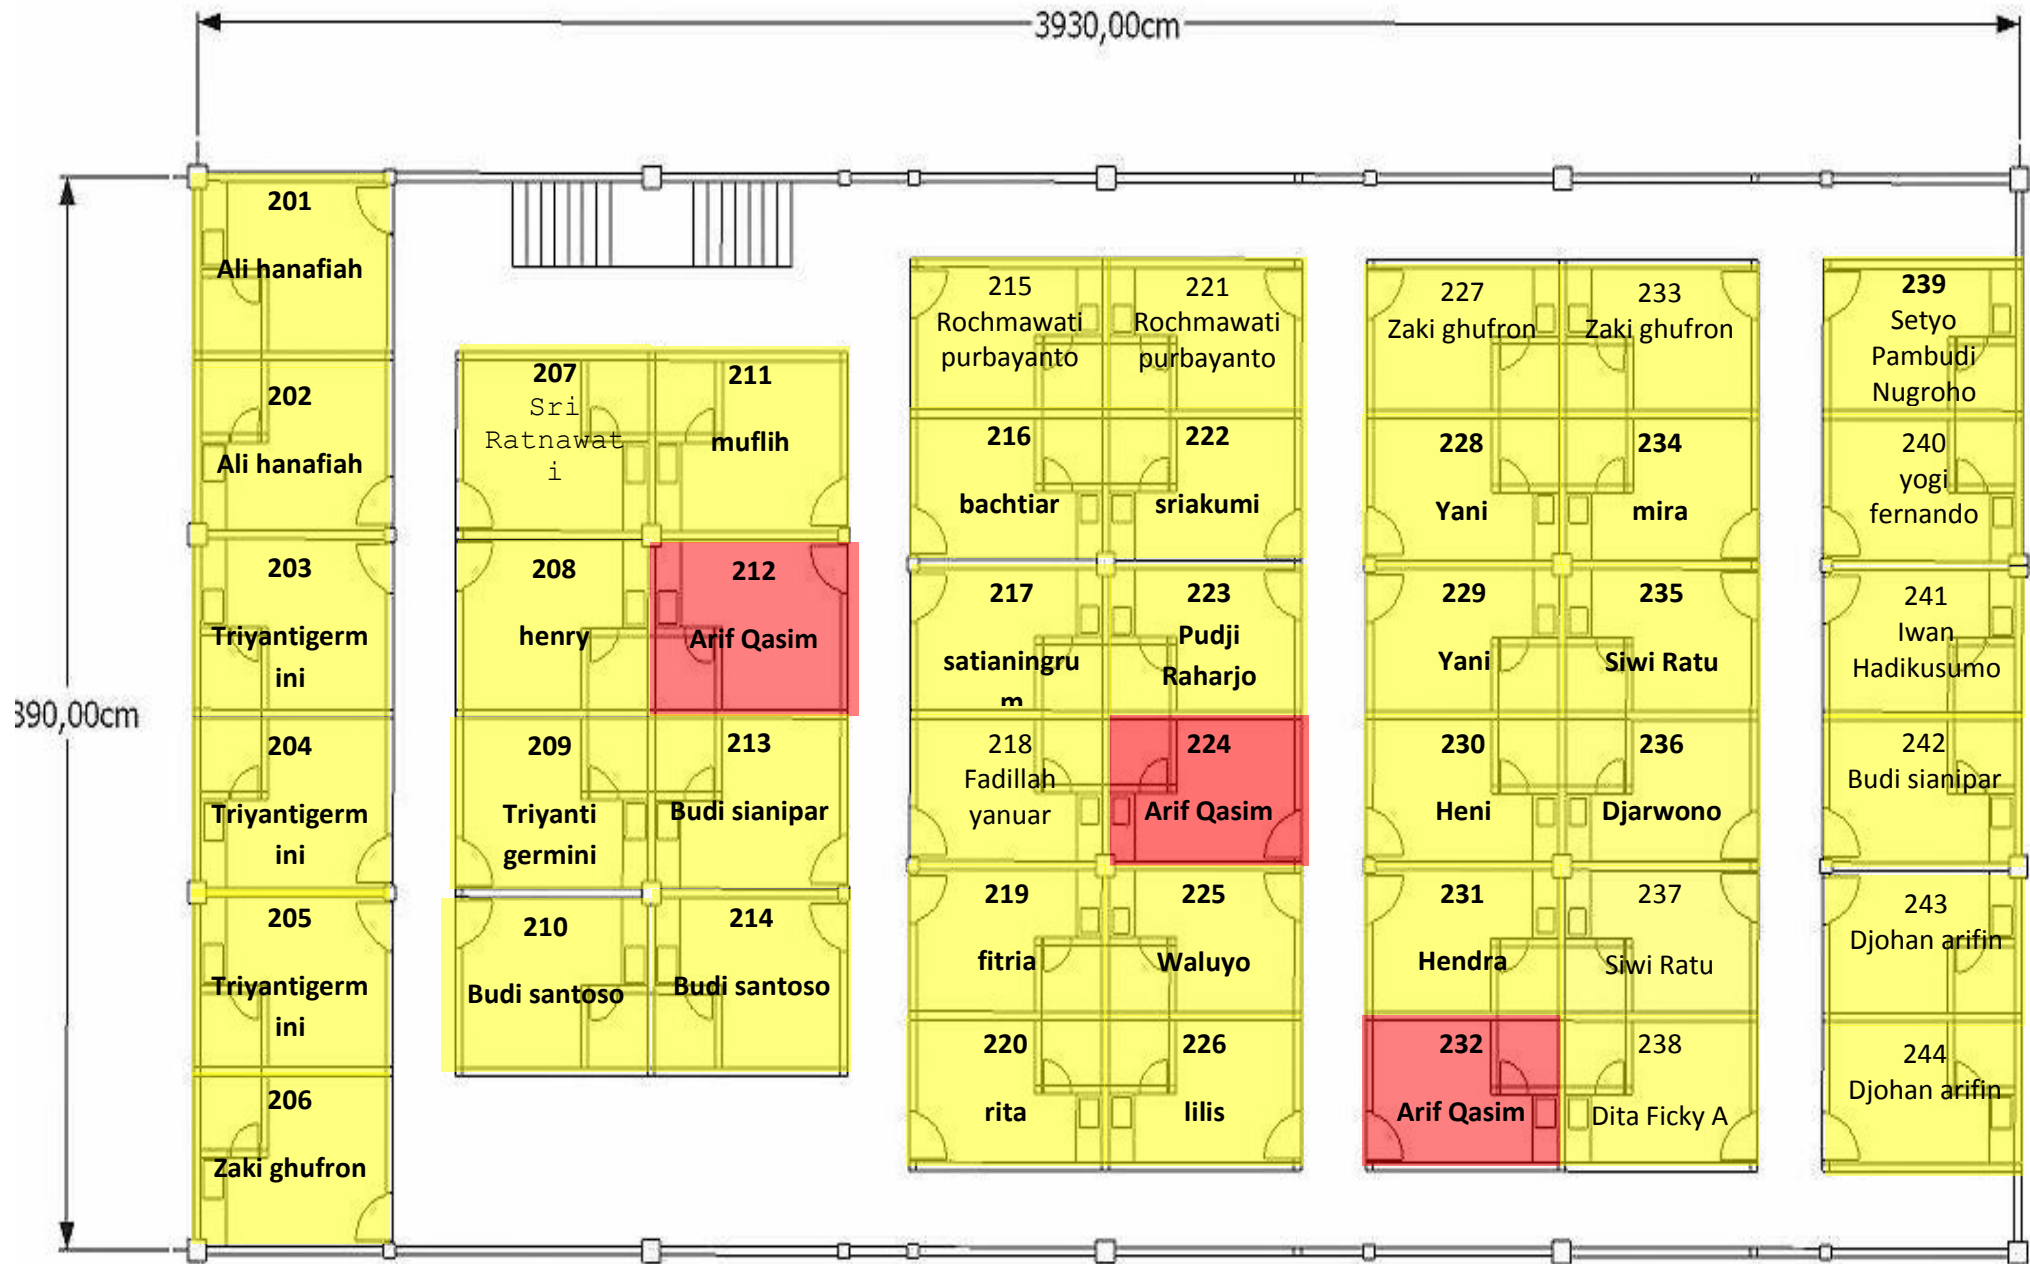 3930,00cm
390,00cm
201
Ali hanafiah
202
Ali hanafiah
203
Triyantigerm
ini
204
Triyantigerm
ini
205
Triyantigerm
ini
206
Zaki ghufron
207
Sri
Ratnawat
i
208
henry
209
Triyanti
germini
210
Budi santoso
211
muflih
212
Arif Qasim
213
Budi sianipar
214
Budi santoso
215
Rochmawati
purbayanto
216
bachtiar
217
satianingru
m
218
Fadillah
yanuar
219
fitria
220
rita
221
Rochmawati
purbayanto
222
sriakumi
223
Pudji
Raharjo
224
Arif Qasim
225
Waluyo
226
lilis
227
Zaki ghufron
228
Yani
229
Yani
230
Heni
231
Hendra
232
Arif Qasim
233
Zaki ghufron
234
mira
235
Siwi Ratu
236
Djarwono
237
Siwi Ratu
238
Dita Ficky A
239
Setyo
Pambudi
Nugroho
240
yogi
fernando
241
Iwan
Hadikusumo
242
Budi sianipar
243
Djohan arifin
244
Djohan arifin